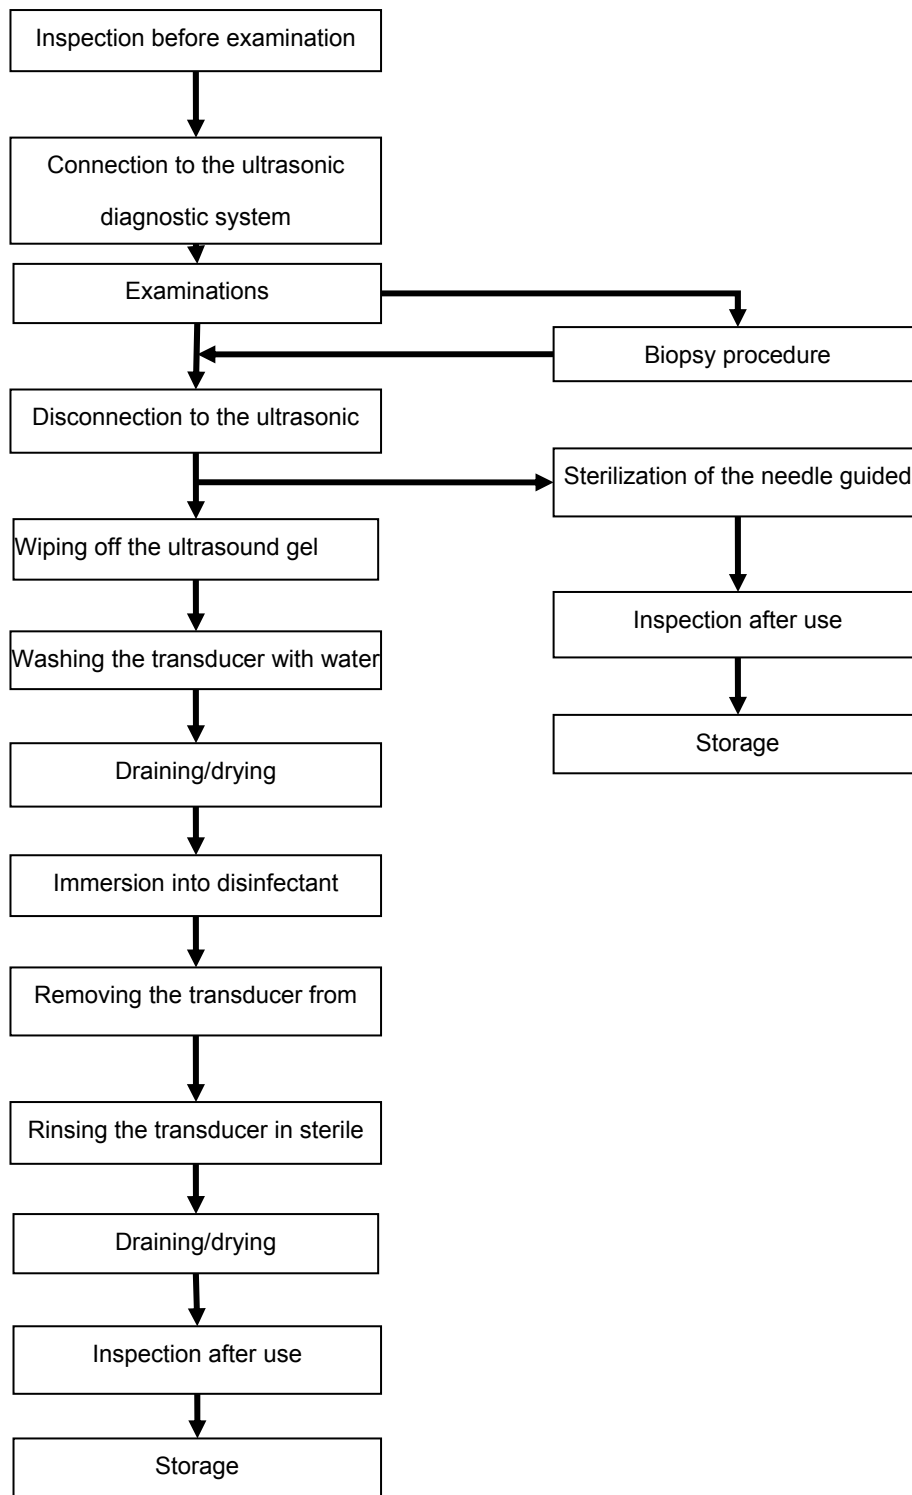 Inspection before examination
Connection to the ultrasonic
diagnostic system
Examinations
Biopsy procedure
Disconnection to the ultrasonic
Sterilization of the needle guided
Wiping off the ultrasound gel
Inspection after use
Washing the transducer with water
Storage
Draining/drying
Immersion into disinfectant
Removing the transducer from
Rinsing the transducer in sterile
Draining/drying
Inspection after use
Storage